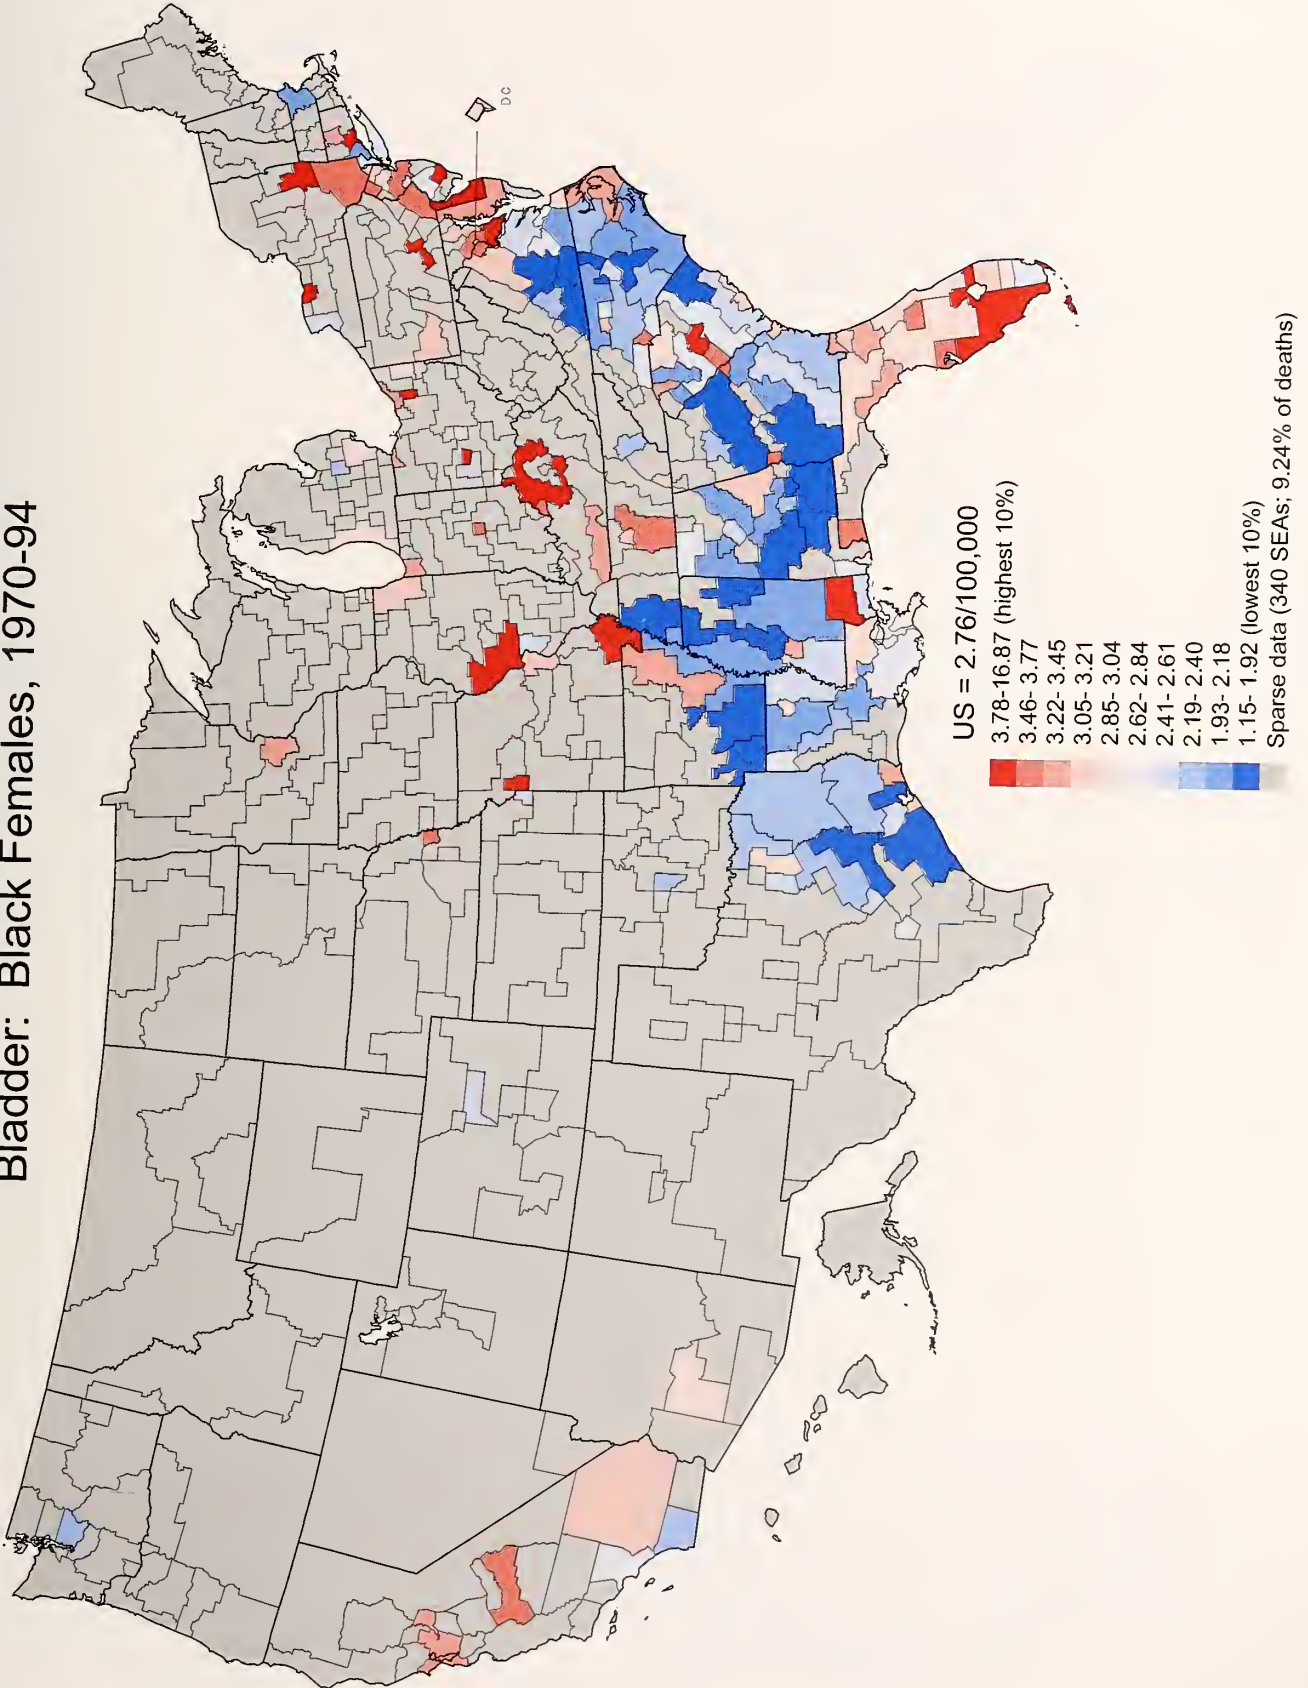 Bladder: Black Females, 1970-94
DC
US = 2.76/100,000
3.78-16.87 (highest 10%)
3.46- 3.77
3.22- 3.45
3.05- 3.21
2.85- 3.04
2.62- 2.84
2.41- 2.61
2.19- 2.40
1.93- 2.18
1.15- 1.92 (lowest 10%)
Sparse data (340 SEAs; 9.24% of deaths)